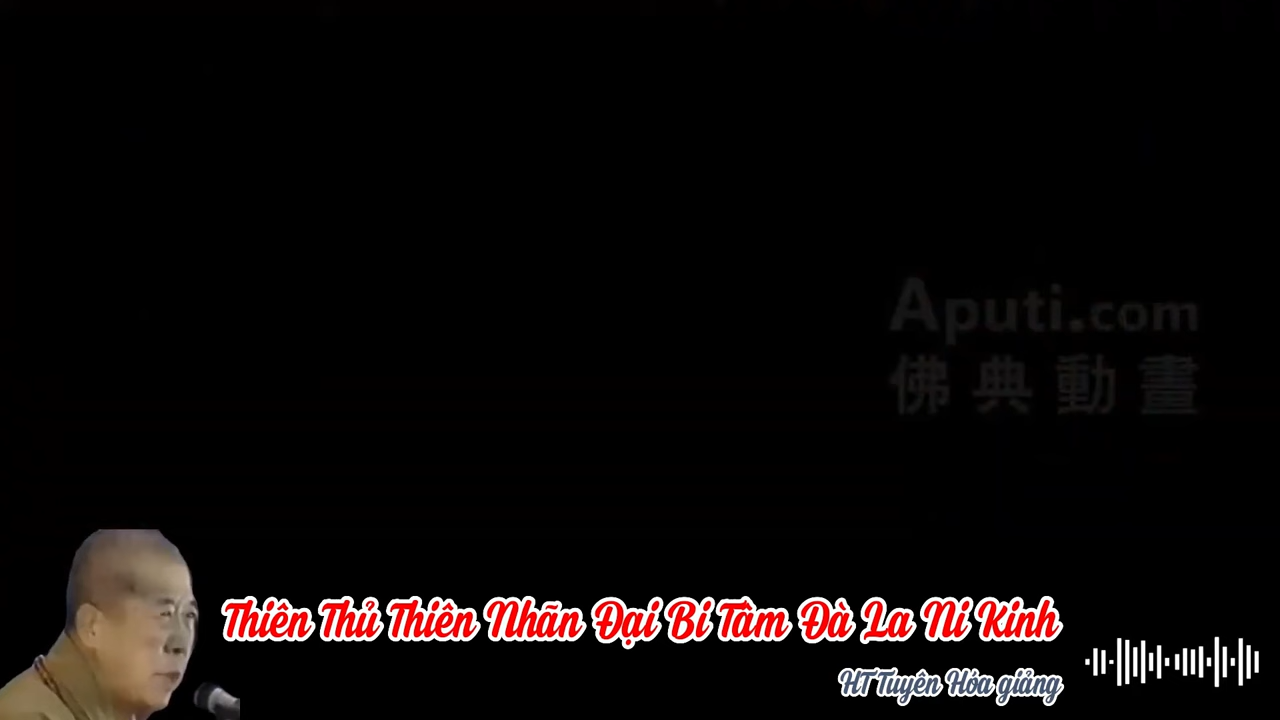 Aputi.com
佛典動畫
Thiên Thủ Thiên Nhãn Đại Bi Tâm Đà La Ni Kinh
HT Tuyên Hóa giảng